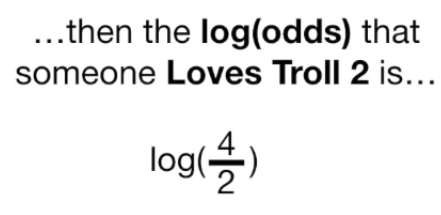 ...then the log(odds) that
someone Loves Troll 2 is...
log(4/2)